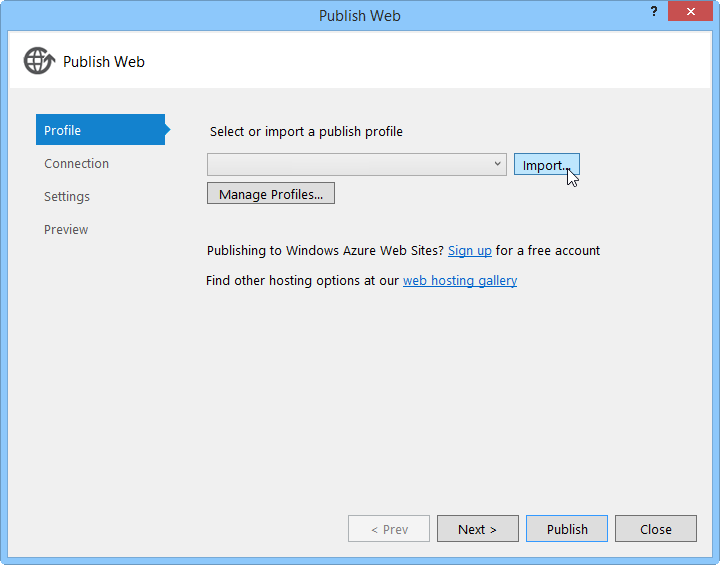 Publish Web
?
Publish Web
Profile
Connection
Settings
Preview
Select or import a publish profile
Import...
Manage Profiles...
Publishing to Windows Azure Web Sites? Sign up for a free account
Find other hosting options at our web hosting gallery
< Prev
Next >
Publish
Close